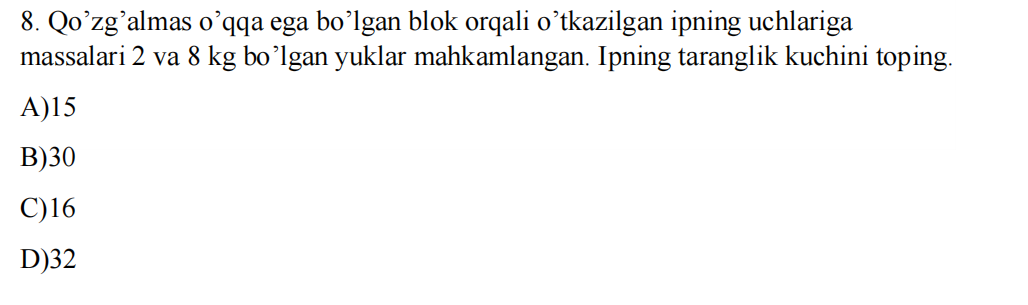 8. Qo’zg’almas o’qqa ega bo’lgan blok orqali o’tkazilgan ipning uchlariga
massalari 2 va 8 kg bo’lgan yuklar mahkamlangan. Ipning taranglik kuchini toping.
A)15
B)30
C)16
D)32